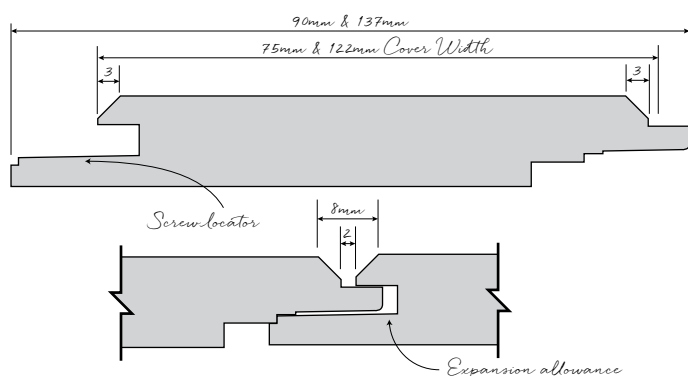 90mm & 137mm
75mm & 122mm Cover Width
3 3
Screw locator
8mm
2
Expansion allowance